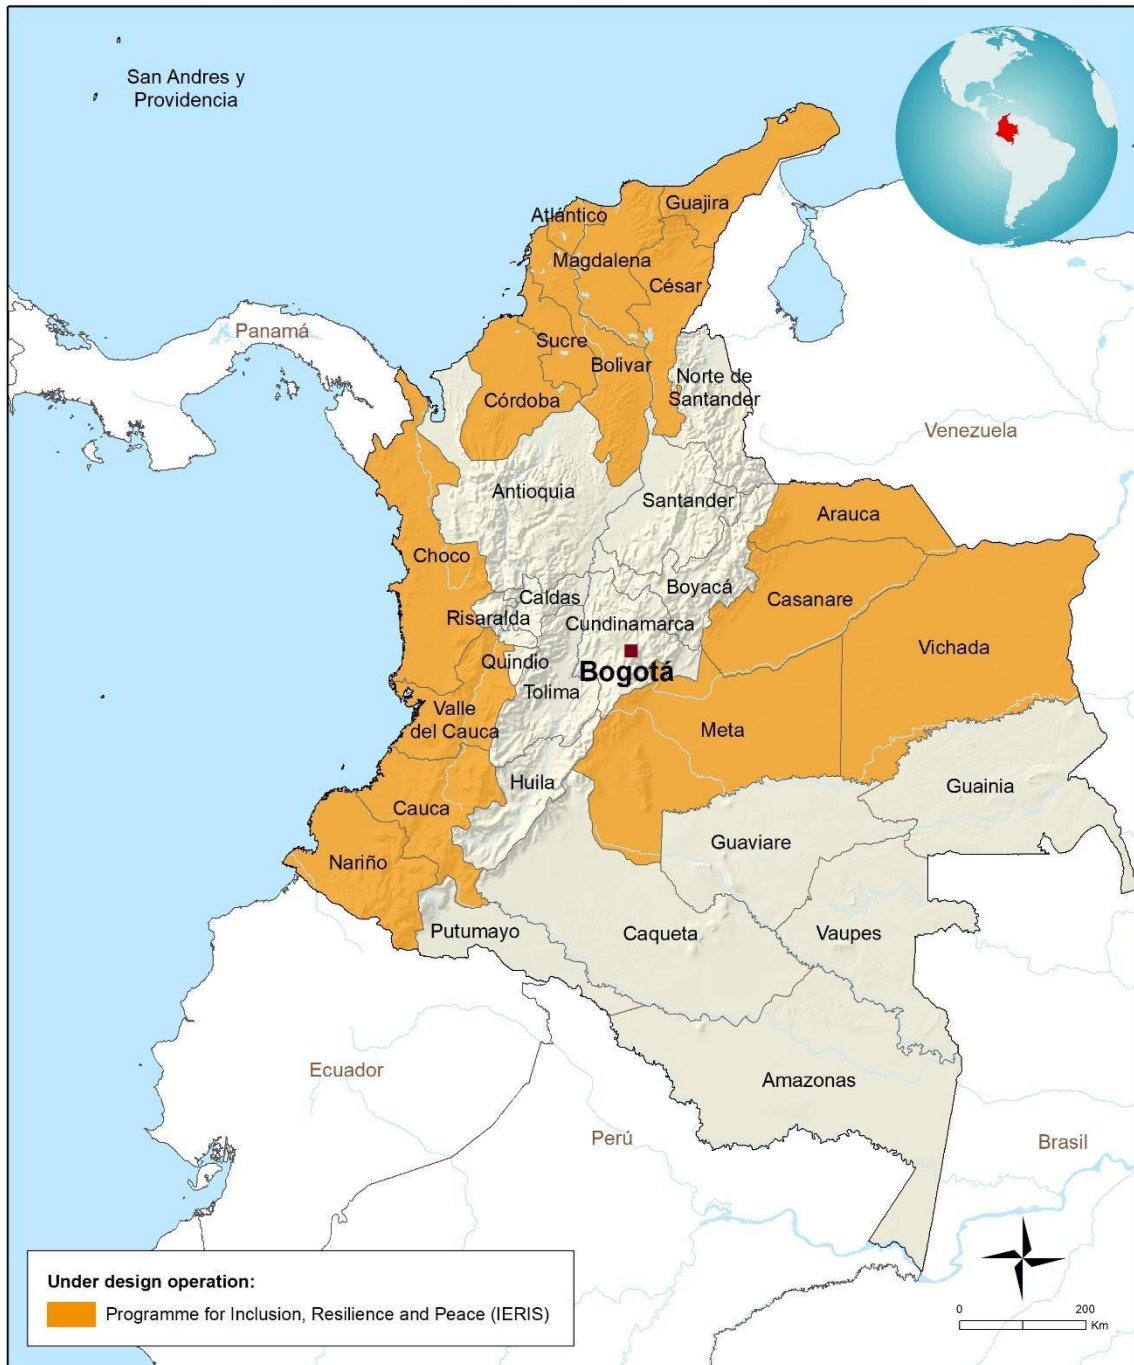 San Andres y
Providencia
Guajira
Atlántico
Magdalena
César
Panamá
Sucre
Bolivar
Norte de
Santander
Córdoba
Venezuela
Antioquia
Santander
Arauca
Choco
Boyacá
Caldas
Casanare
Risaralda
Cundinamarca
Vichada
Quindio
Bogotá
Tolima
Valle
del Cauca
Meta
Huila
Guainia
Cauca
Guaviare
Nariño
Putumayo
Caqueta
Vaupes
Ecuador
Amazonas
Perú
Brasil
Under design operation:
Programme for Inclusion, Resilience and Peace (IERIS)
0 200
Km